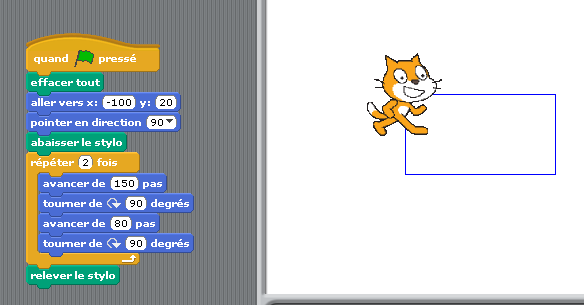 quand pressé
effacer tout
aller vers x: -100 y: 20
pointer en direction 90
abaisser le stylo
répéter 2 fois
avancer de 150 pas
tourner de 90 degrés
avancer de 80 pas
tourner de 90 degrés
relever le stylo